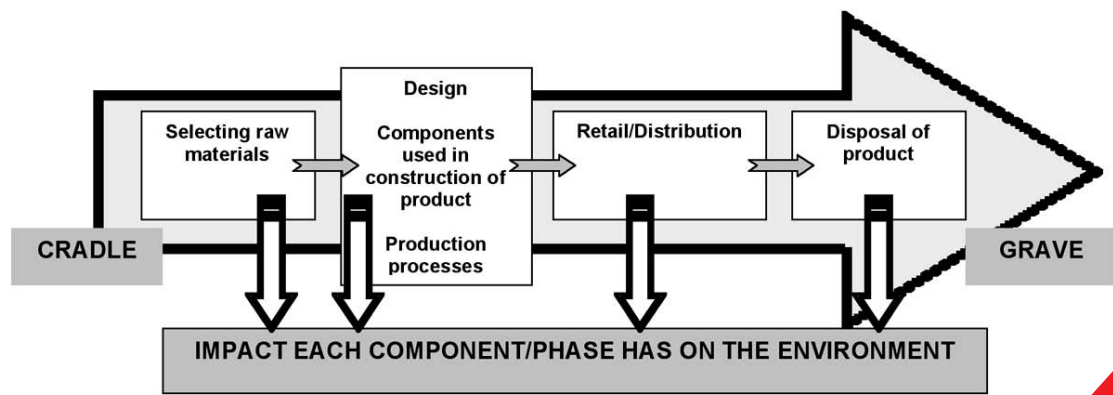 Design
Selecting raw
materials
Components
used in
construction of
product
Production
processes
Retail/Distribution
Disposal of
product
CRADLE
GRAVE
IMPACT EACH COMPONENT/PHASE HAS ON THE ENVIRONMENT